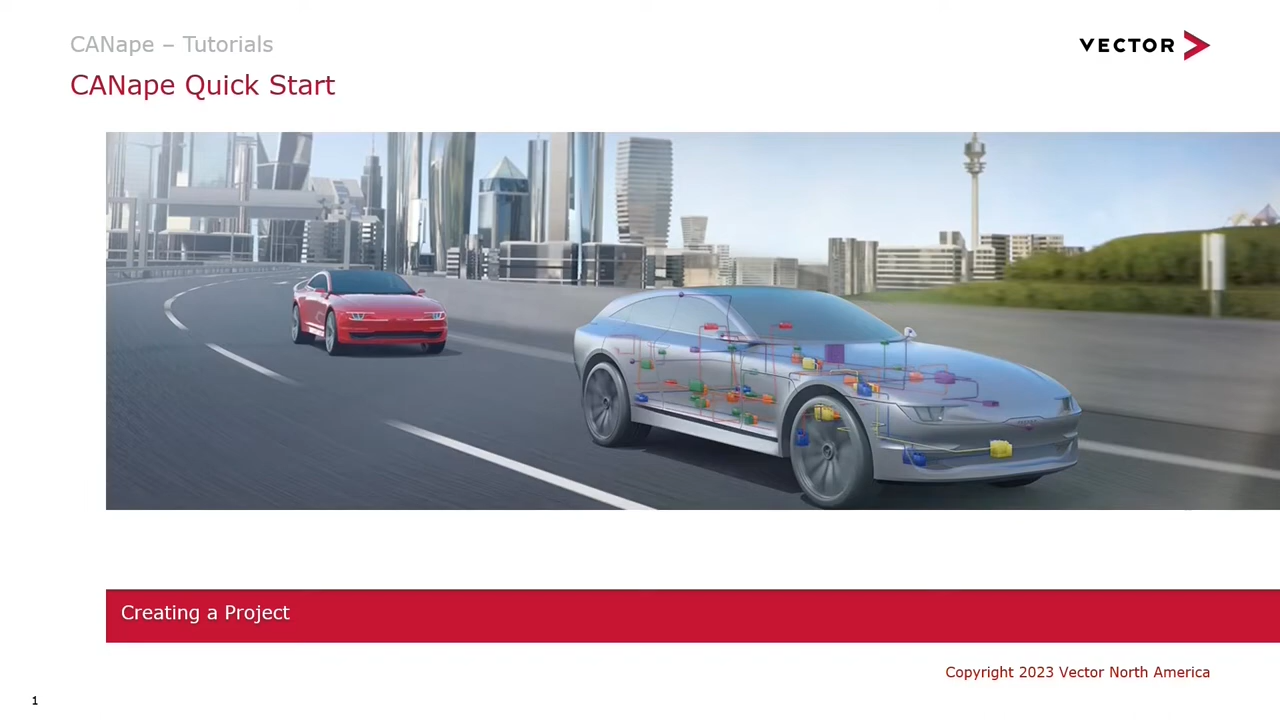 CANape – Tutorials
VECTOR
CANape Quick Start
Creating a Project
Copyright 2023 Vector North America
1